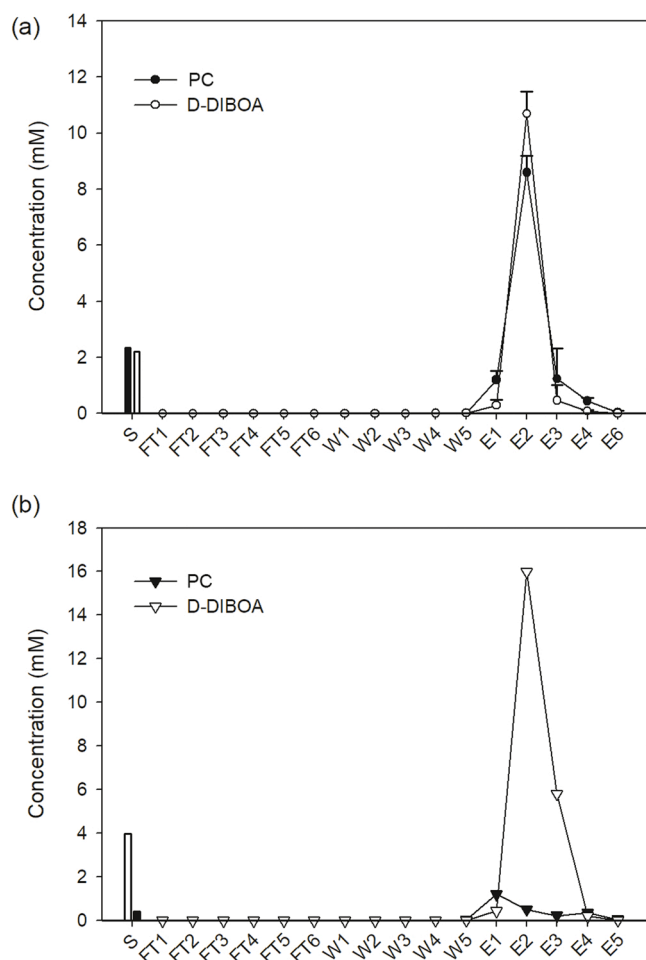 (a)
14
12
10
8
6
4
2
0
Concentration (mM)
PC
D-DIBOA
S FT1 FT2 FT3 FT4 FT5 FT6 W1 W2 W3 W4 W5 E1 E2 E3 E4 E6
(b)
18
16
14
12
10
8
6
4
2
0
Concentration (mM)
PC
D-DIBOA
S FT1 FT2 FT3 FT4 FT5 FT6 W1 W2 W3 W4 W5 E1 E2 E3 E4 E5